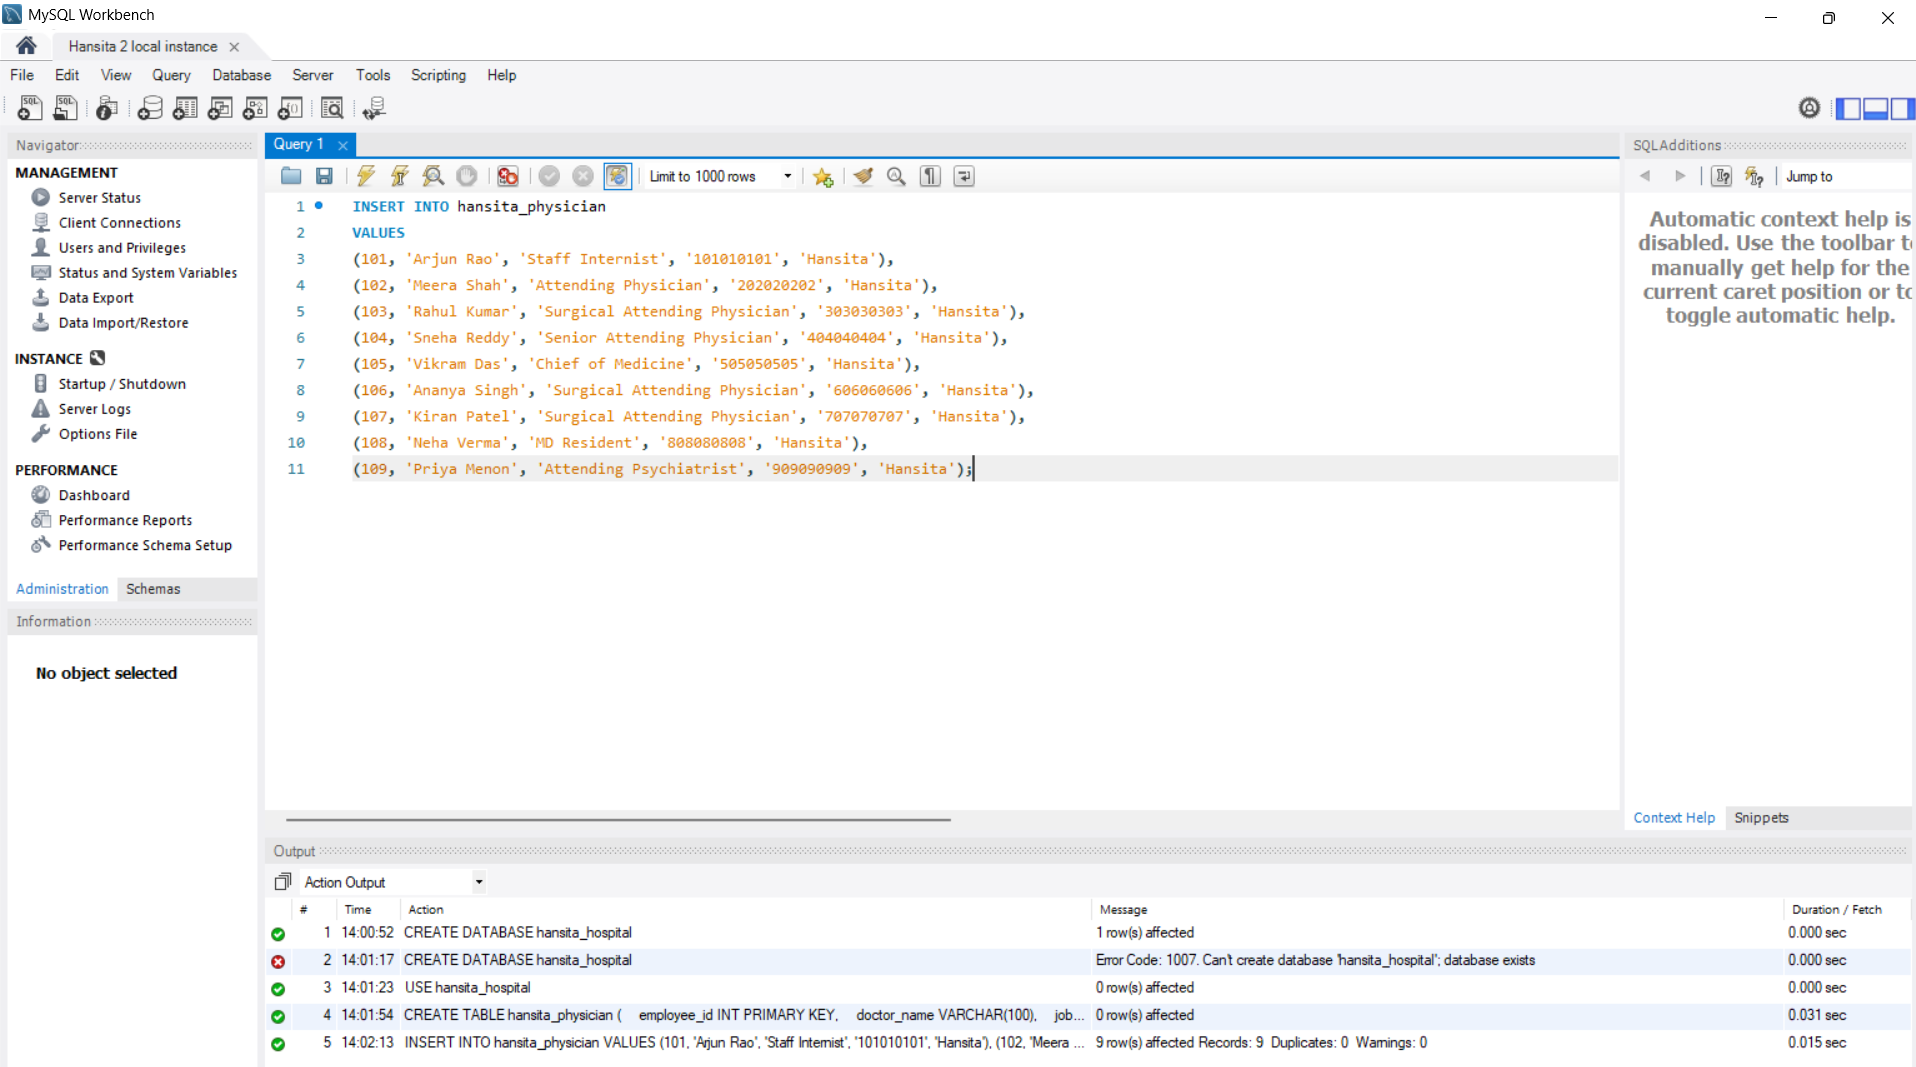 MySQL Workbench
Hansita 2 local instance
File Edit View Query Database Server Tools Scripting Help
Navigator
MANAGEMENT
Server Status
Client Connections
Users and Privileges
Status and System Variables
Data Export
Data Import/Restore
INSTANCE
Startup / Shutdown
Server Logs
Options File
PERFORMANCE
Dashboard
Performance Reports
Performance Schema Setup
Administration Schemas
Information
No object selected
Query 1
Limit to 1000 rows
1 INSERT INTO hansita_physician
2 VALUES
3 (101, 'Arjun Rao', 'Staff Internist', '101010101', 'Hansita'),
4 (102, 'Meera Shah', 'Attending Physician', '202020202', 'Hansita'),
5 (103, 'Rahul Kumar', 'Surgical Attending Physician', '303030303', 'Hansita'),
6 (104, 'Sneha Reddy', 'Senior Attending Physician', '404040404', 'Hansita'),
7 (105, 'Vikram Das', 'Chief of Medicine', '505050505', 'Hansita'),
8 (106, 'Ananya Singh', 'Surgical Attending Physician', '606060606', 'Hansita'),
9 (107, 'Kiran Patel', 'Surgical Attending Physician', '707070707', 'Hansita'),
10 (108, 'Neha Verma', 'MD Resident', '808080808', 'Hansita'),
11 (109, 'Priya Menon', 'Attending Psychiatrist', '909090909', 'Hansita');
SQLAdditions
Jump to
Automatic context help is
disabled. Use the toolbar t
manually get help for the
current caret position or to
toggle automatic help.
Context Help Snippets
Output
Action Output
# Time Action Message Duration / Fetch
1 14:00:52 CREATE DATABASE hansita_hospital 1 row(s) affected 0.000 sec
2 14:01:17 CREATE DATABASE hansita_hospital Error Code: 1007. Can't create database 'hansita_hospital'; database exists 0.000 sec
3 14:01:23 USE hansita_hospital 0 row(s) affected 0.000 sec
4 14:01:54 CREATE TABLE hansita_physician ( employee_id INT PRIMARY KEY, doctor_name VARCHAR(100), job... 0 row(s) affected 0.031 sec
5 14:02:13 INSERT INTO hansita_physician VALUES (101, 'Arjun Rao', 'Staff Internist', '101010101', 'Hansita'), (102, 'Meera ... 9 row(s) affected Records: 9 Duplicates: 0 Warnings: 0 0.015 sec